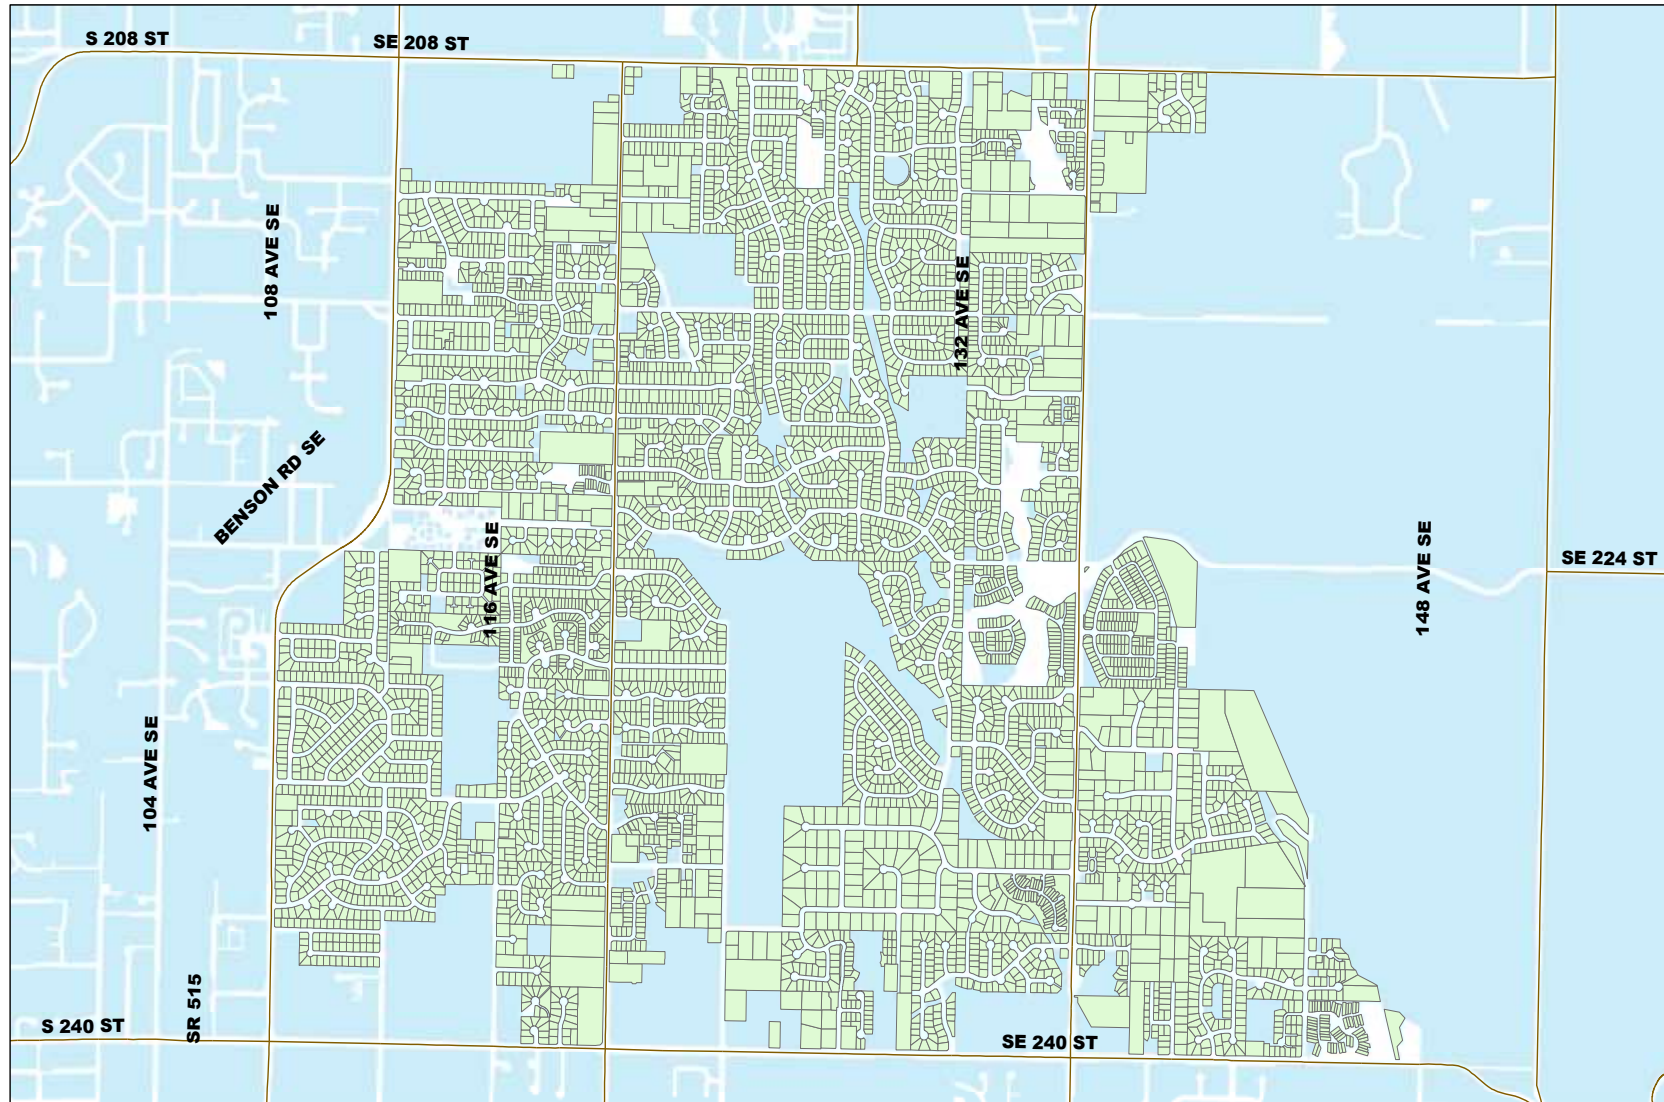 S 208 ST
SE 208 ST
108 AVE SE
132 AVE SE
BENSON RD SE
116 AVE SE
148 AVE SE
SE 224 ST
104 AVE SE
SR 515
S 240 ST
SE 240 ST